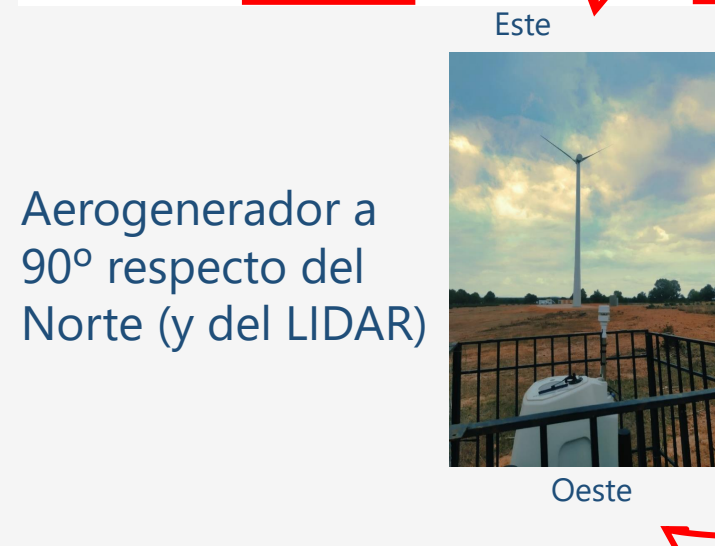 Este
Aerogenerador a
90º respecto del
Norte (y del LIDAR)
Oeste